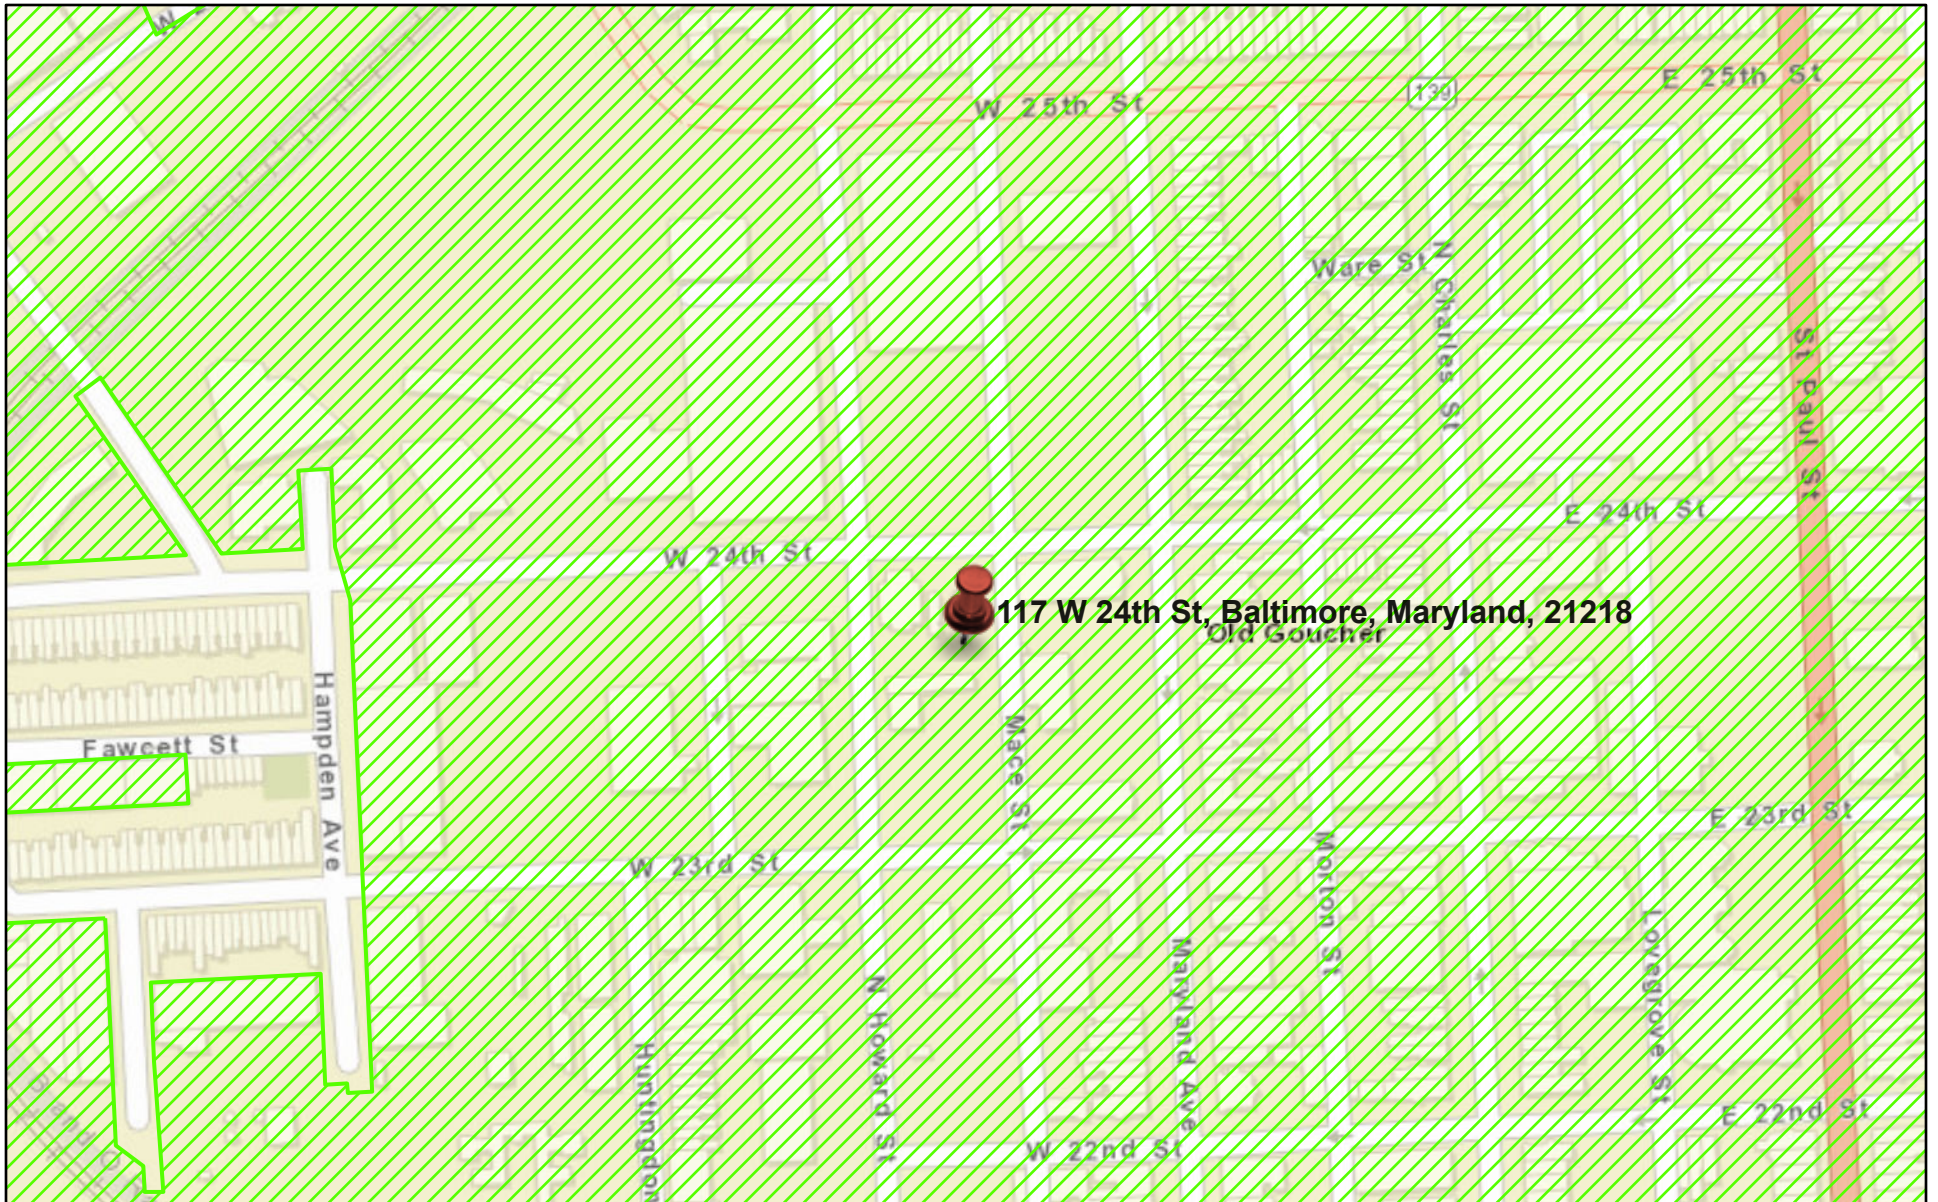 W
W 25th St
139
E 25th St
Ware St
N Charles St
St Paul St
E 24th St
W 24th St
117 W 24th St, Baltimore, Maryland, 21218
Old Goucher
Hampden Ave
Fawcett St
Mace St
E 23rd St
W 23rd St
Morton St
Lovegrove St
Maryland Ave
N Howard St
Huntingdon
E 22nd St
W 22nd St